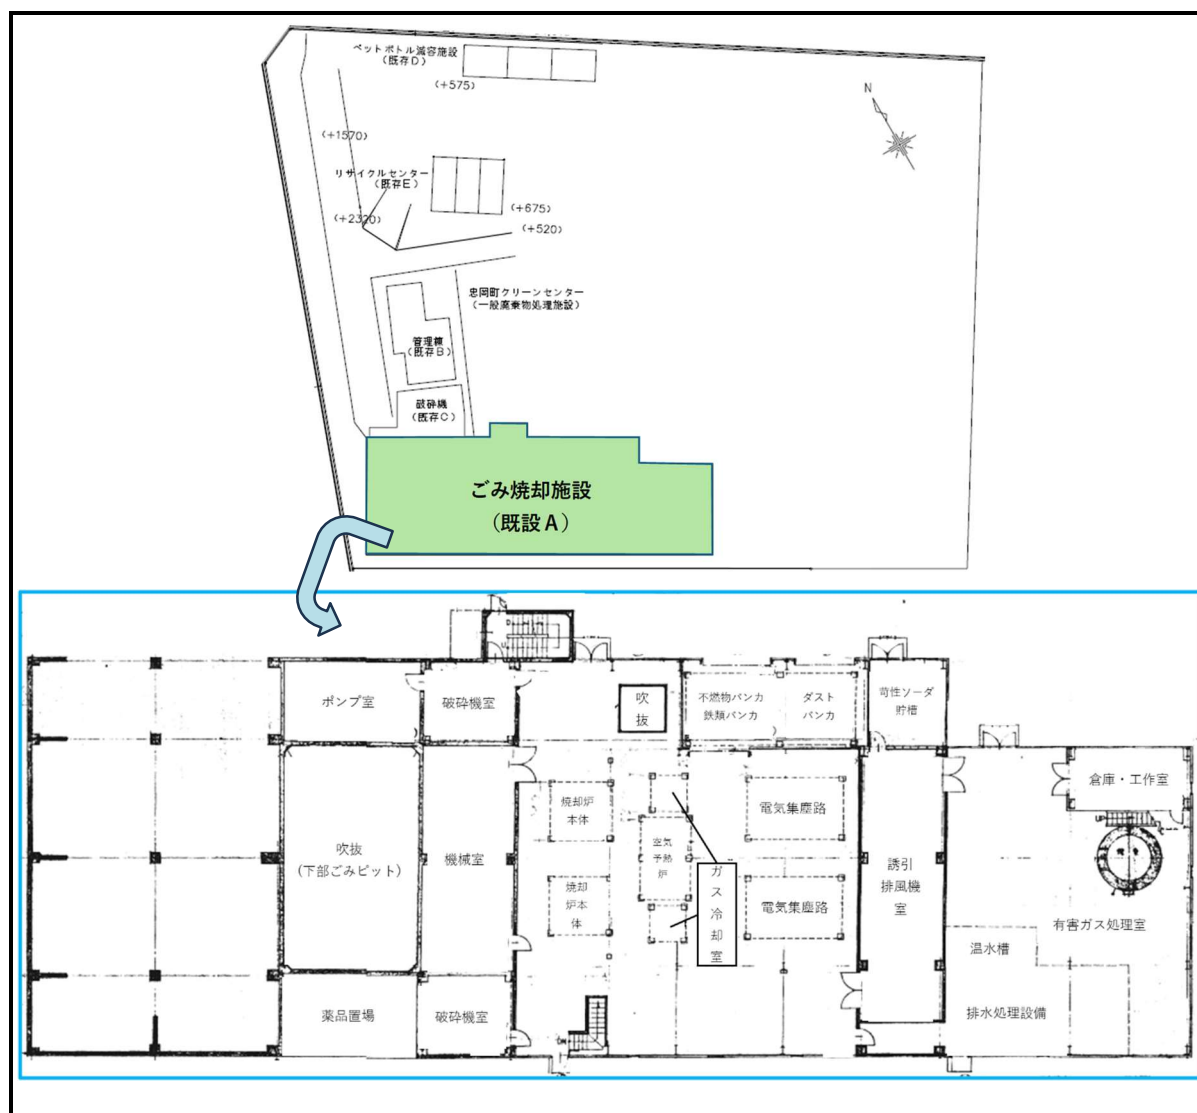 ペットボトル減容施設
(既存D)
(+575)
N
(+1570)
リサイクルセンター
(既存E)
(+675)
(+2320)
(+520)
忠岡町クリーンセンター
(一般廃棄物処理施設)
管理棟
(既存B)
破砕機
(既存C)
ごみ焼却施設
(既設A)
ポンプ室
破砕機室
吹
抜
不燃物バンカ
鉄類バンカ
ダスト
バンカ
苛性ソーダ
貯槽
倉庫・工作室
焼却炉
本体
電気集塵路
空気
予熱
炉
吹抜
(下部ごみピット)
機械室
誘引
排風機
室
ガス冷却室
焼却
炉本
体
電気集塵路
有害ガス処理室
温水槽
薬品置場
破砕機室
排水処理設備